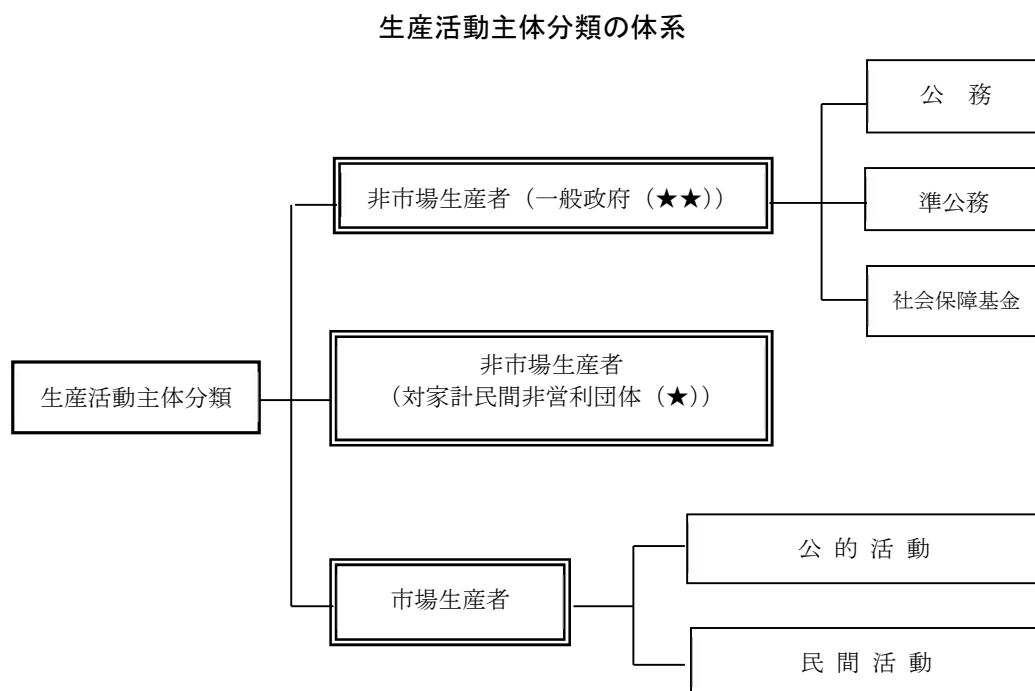 生産活動主体分類の体系
公　務
非市場生産者（一般政府（★★））
準公務
社会保障基金
非市場生産者
（対家計民間非営利団体（★））
生産活動主体分類
公 的 活 動
市場生産者
民 間 活 動